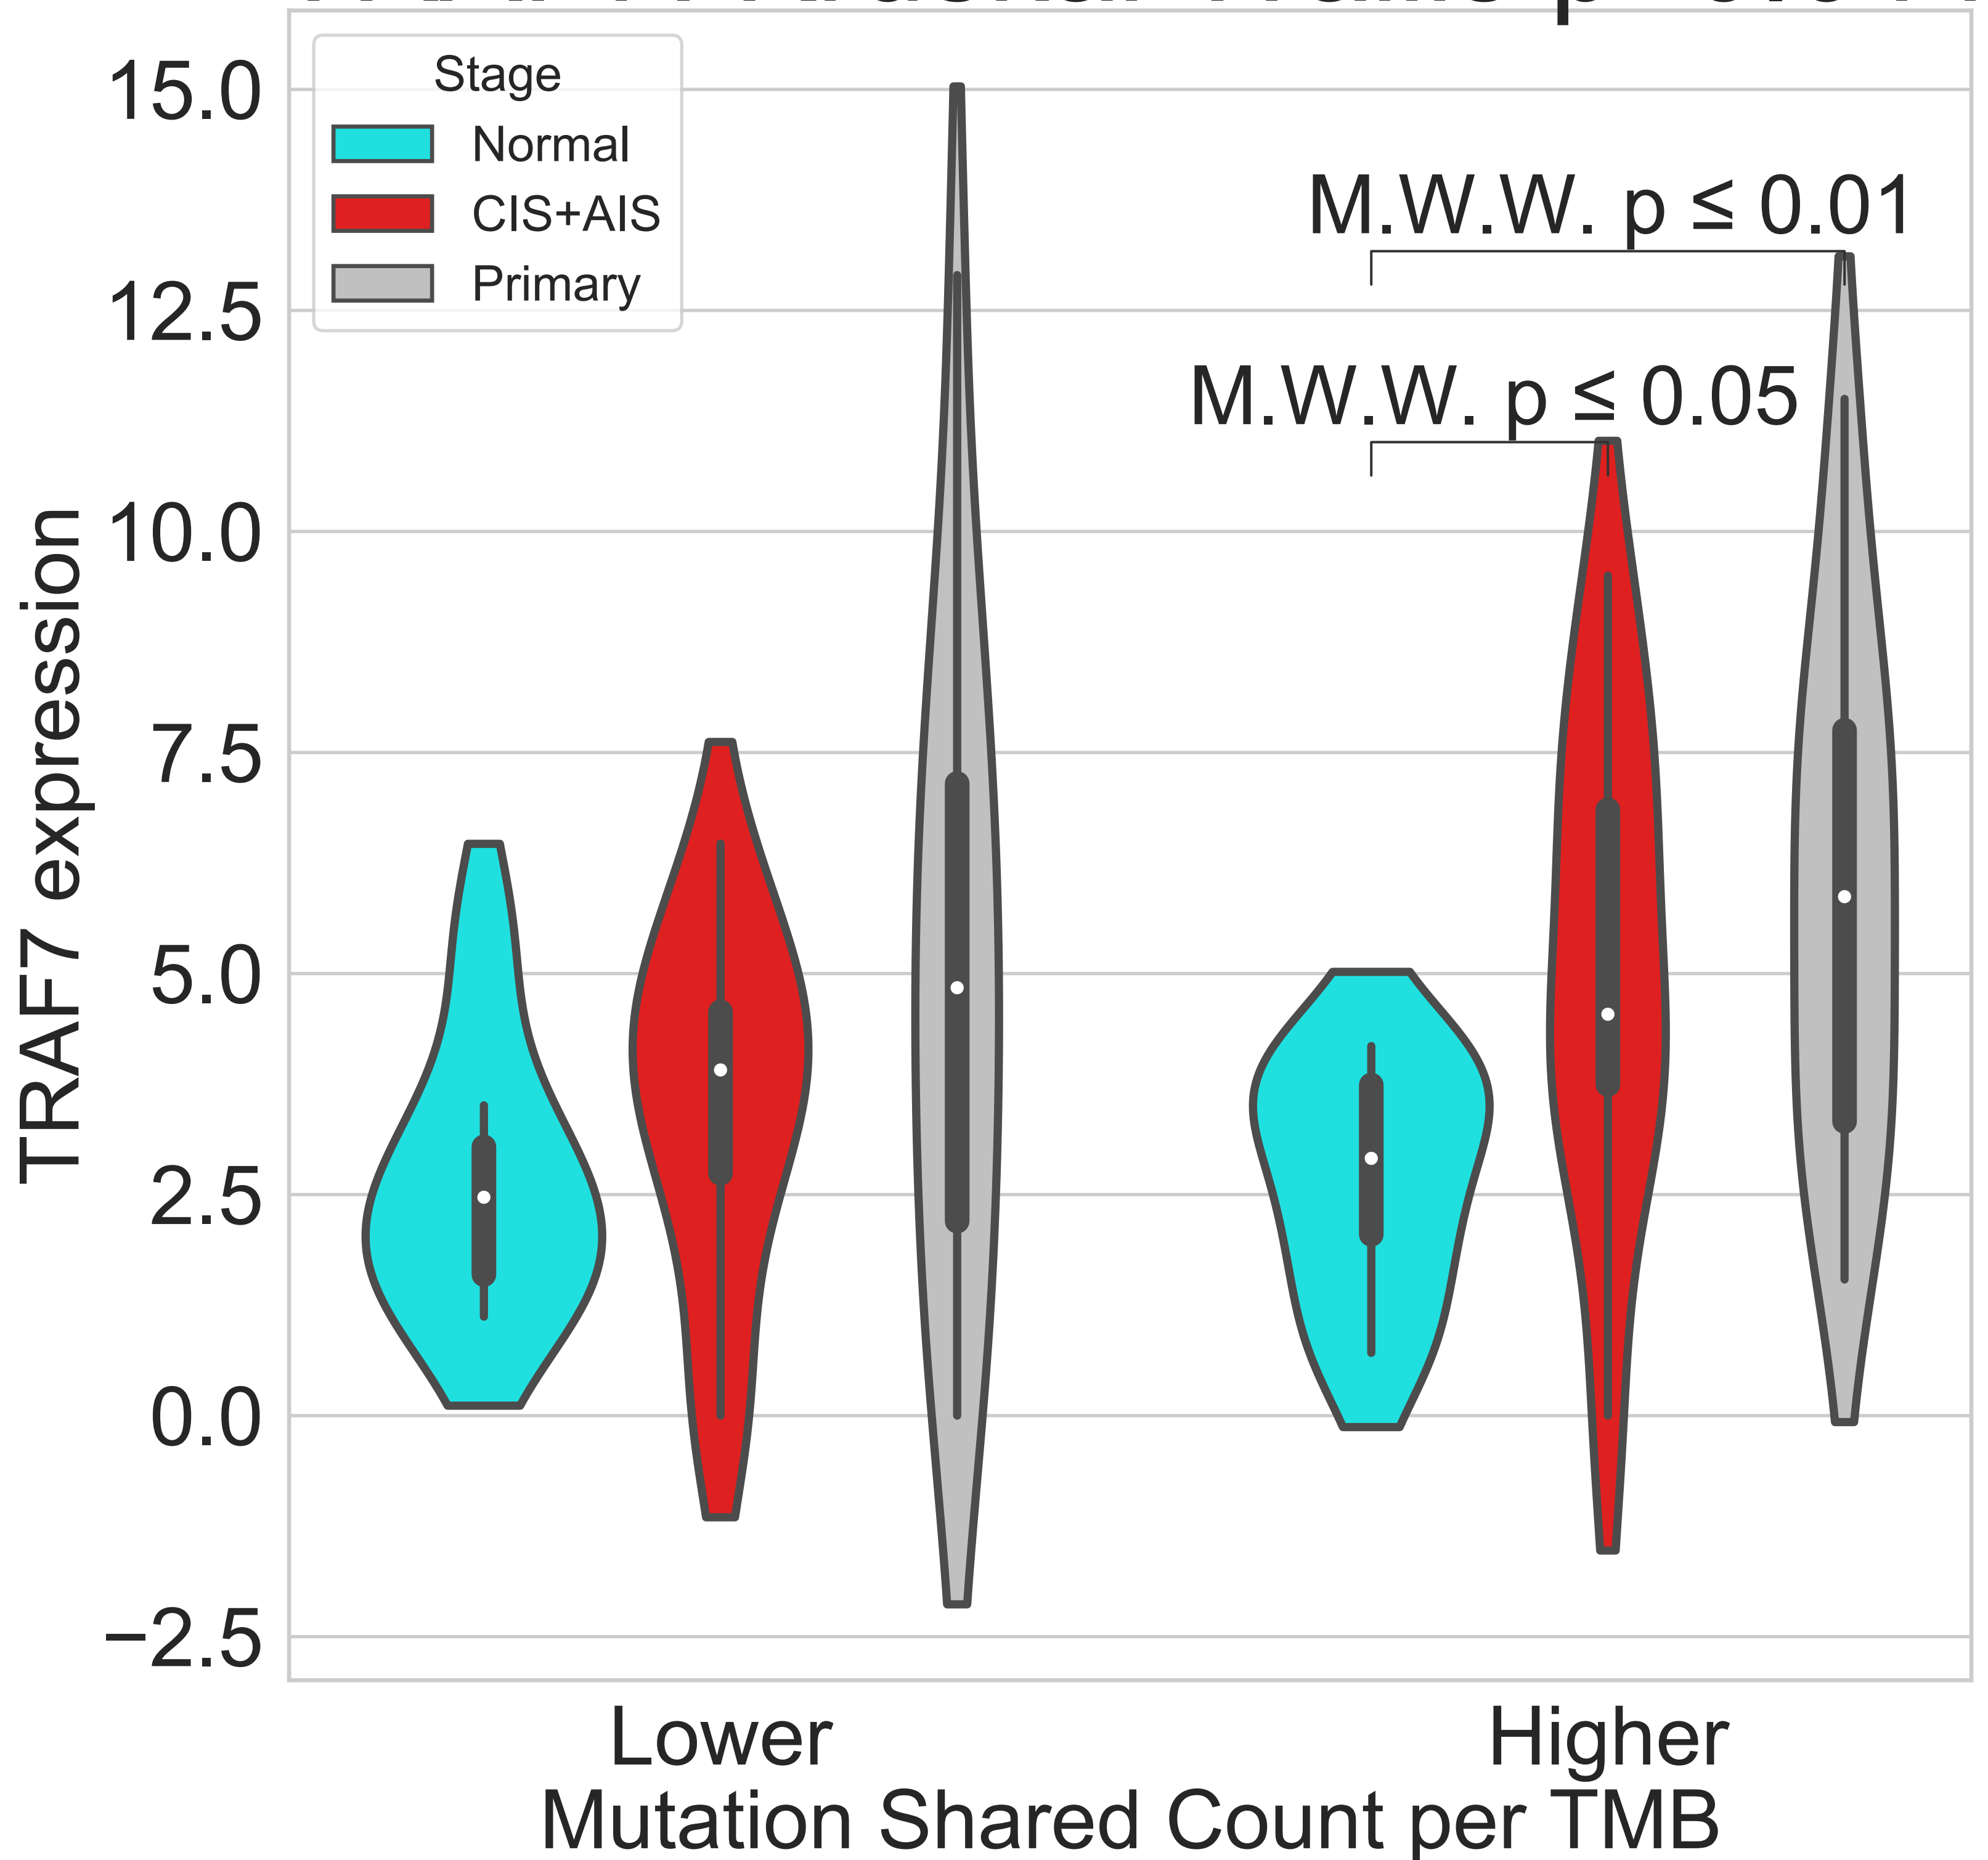 Stage
Normal
CIS+AIS
Primary
M.W.W. p ≤ 0.01
M.W.W. p ≤ 0.05
TRAF7 expression
15.0
12.5
10.0
7.5
5.0
2.5
0.0
−2.5
Lower
Higher
Mutation Shared Count per TMB